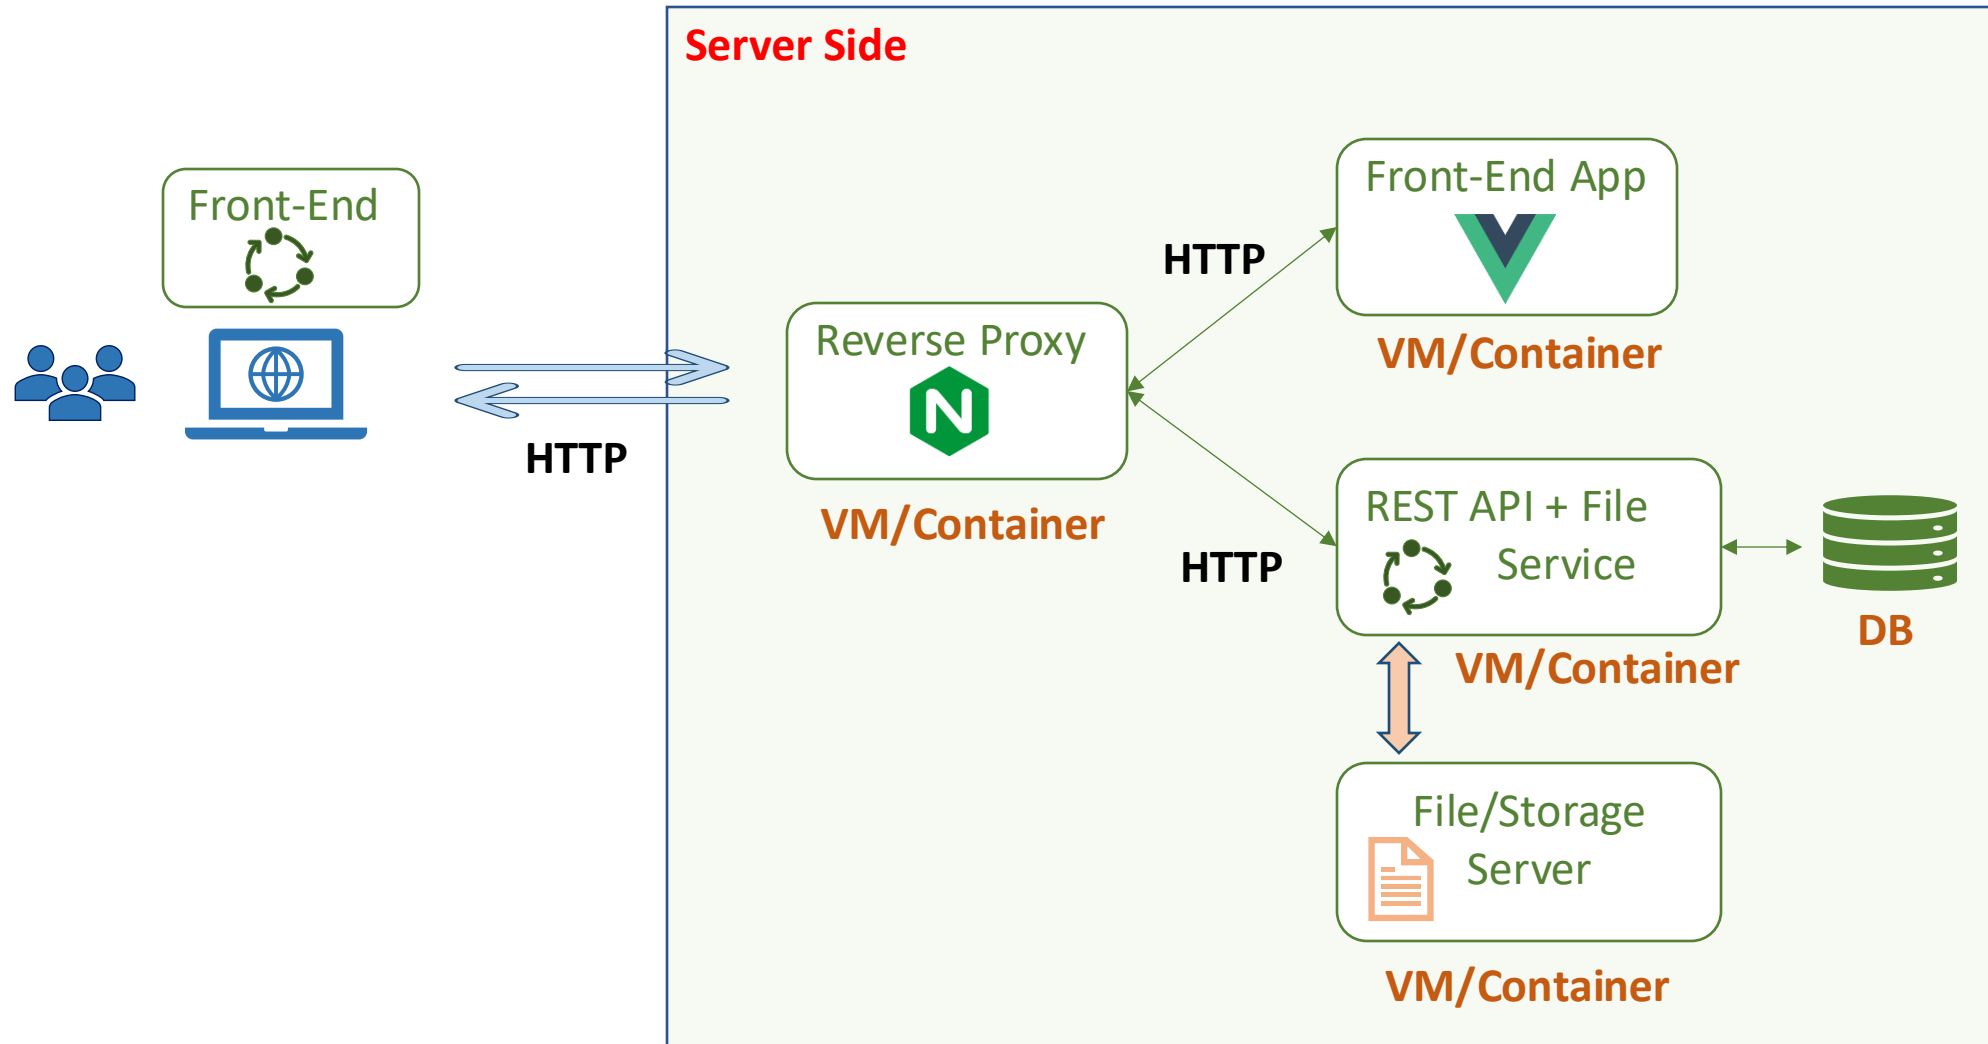 Server Side
Front-End
HTTP
Reverse Proxy
N
VM/Container
HTTP
Front-End App
VM/Container
HTTP
REST API + File
Service
VM/Container
DB
File/Storage
Server
VM/Container